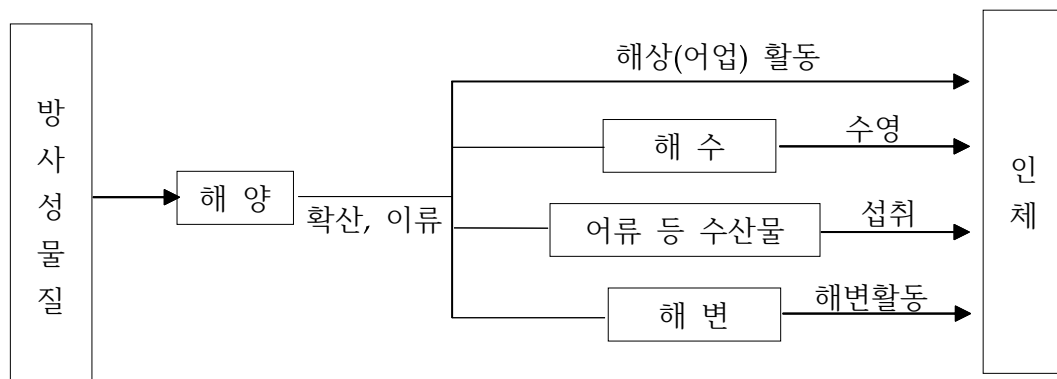 방사성물질
해 양
확산, 이류
해상(어업) 활동
해 수
수영
어류 등 수산물
섭취
해 변
해변활동
인체